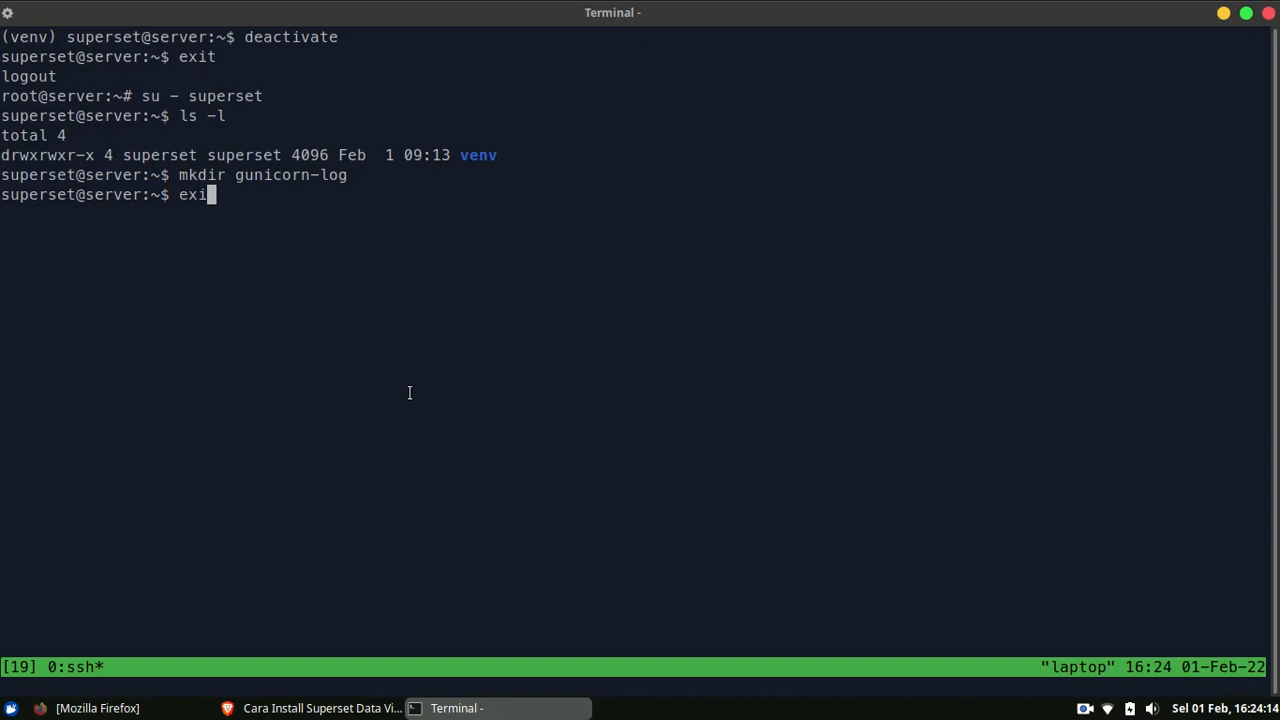 Terminal -
(venv) superset@server:~$ deactivate
superset@server:~$ exit
logout
root@server:~# su - superset
superset@server:~$ ls -l
total 4
drwxrwxr-x 4 superset superset 4096 Feb  1 09:13 venv
superset@server:~$ mkdir gunicorn-log
superset@server:~$ exi
[19] 0:ssh* "laptop" 16:24 01-Feb-22
[Mozilla Firefox] Cara Install Superset Data Vi... Terminal - Sel 01 Feb, 16:24:14